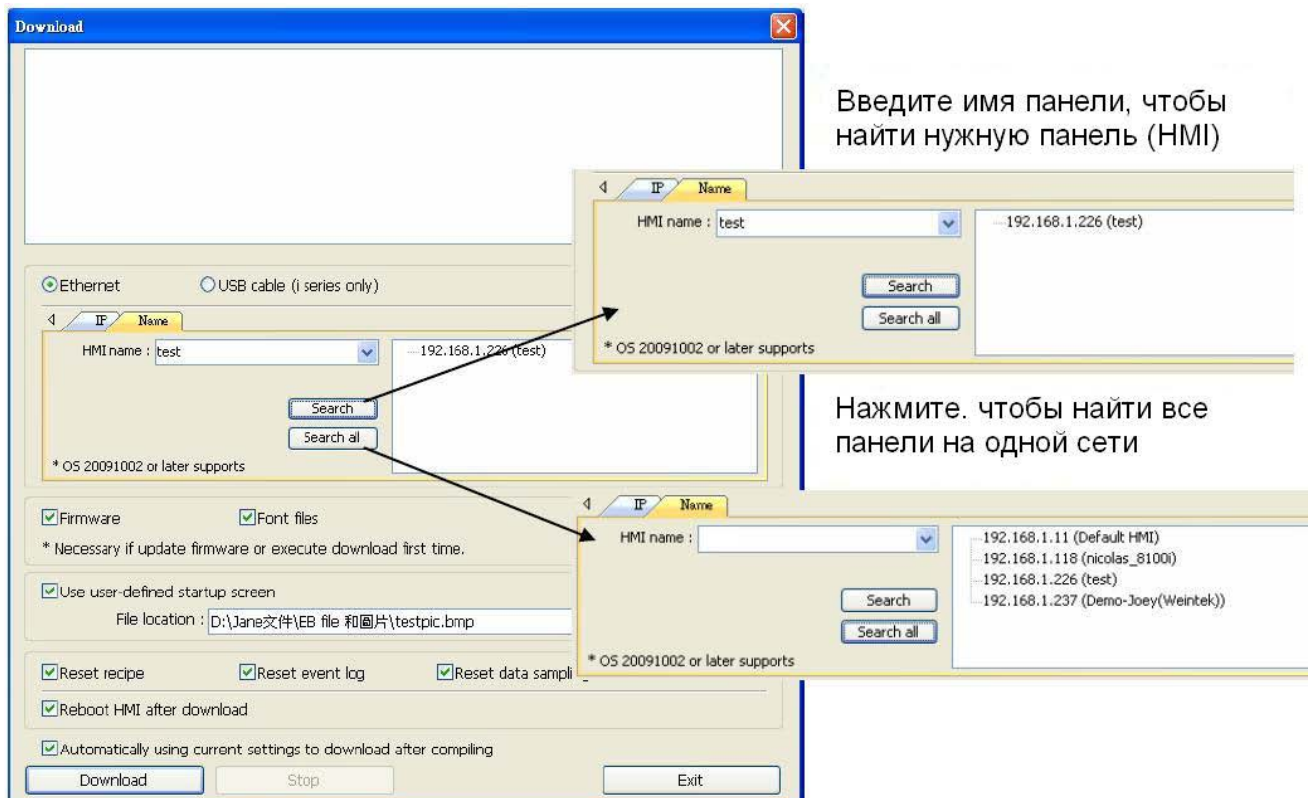 Download
Введите имя панели, чтобы
найти нужную панель (HMI)
IP Name
HMI name : test
192.168.1.226 (test)
Search
Search all
* OS 20091002 or later supports
Ethernet USB cable (i series only)
IP Name
HMI name : test
192.168.1.226 (test)
Search
Search all
* OS 20091002 or later supports
Нажмите. чтобы найти все
панели на одной сети
IP Name
HMI name :
192.168.1.11 (Default HMI)
192.168.1.118 (nicolas_8100i)
192.168.1.226 (test)
192.168.1.237 (Demo-Joey(Weintek))
Search
Search all
* OS 20091002 or later supports
Firmware Font files
* Necessary if update firmware or execute download first time.
Use user-defined startup screen
File location : D:\Jane文件\EB file 和圖片\testpic.bmp
Reset recipe Reset event log Reset data sampli
Reboot HMI after download
Automatically using current settings to download after compiling
Download Stop Exit